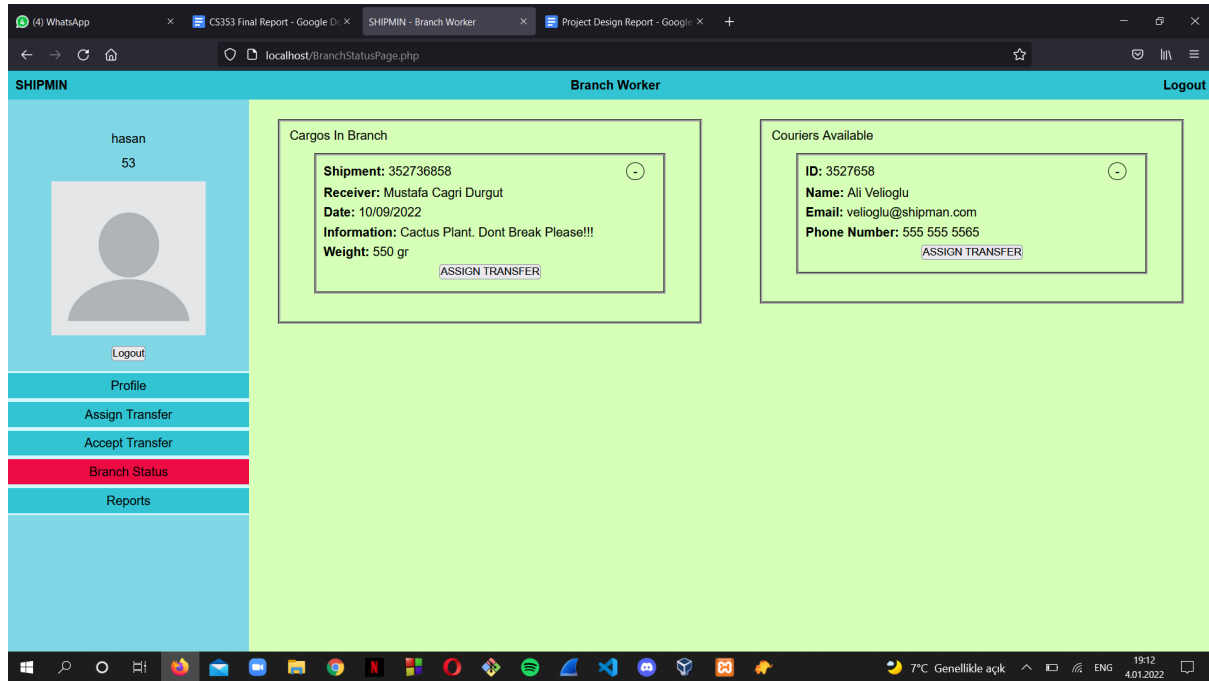 (4) WhatsApp
CS353 Final Report - Google Dc
SHIPMIN - Branch Worker
Project Design Report - Google
localhost/BranchStatusPage.php
SHIPMIN
Branch Worker
Logout
hasan
53
Logout
Profile
Assign Transfer
Accept Transfer
Branch Status
Reports
Cargos In Branch
Shipment: 352736858
-
Receiver: Mustafa Cagri Durgut
Date: 10/09/2022
Information: Cactus Plant. Dont Break Please!!!
Weight: 550 gr
ASSIGN TRANSFER
Couriers Available
ID: 3527658
-
Name: Ali Velioglu
Email: velioglu@shipman.com
Phone Number: 555 555 5565
ASSIGN TRANSFER
7°C Genellikle açık
ENG
19:12
4.01.2022